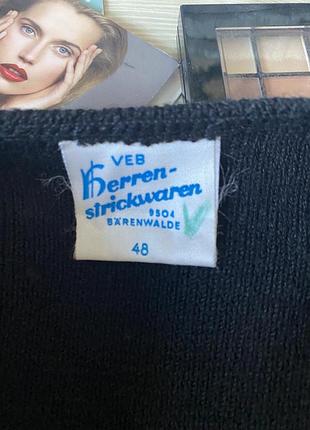 VEB
Herren-
strickwaren
9504
BÄRENWALDE
48